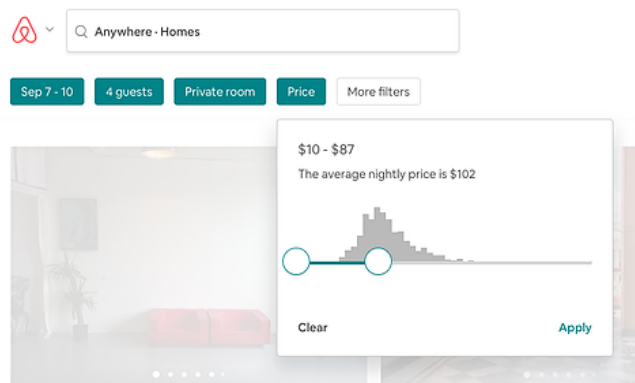 Anywhere · Homes
Sep 7 - 10
4 guests
Private room
Price
More filters
$10 - $87
The average nightly price is $102
Clear
Apply